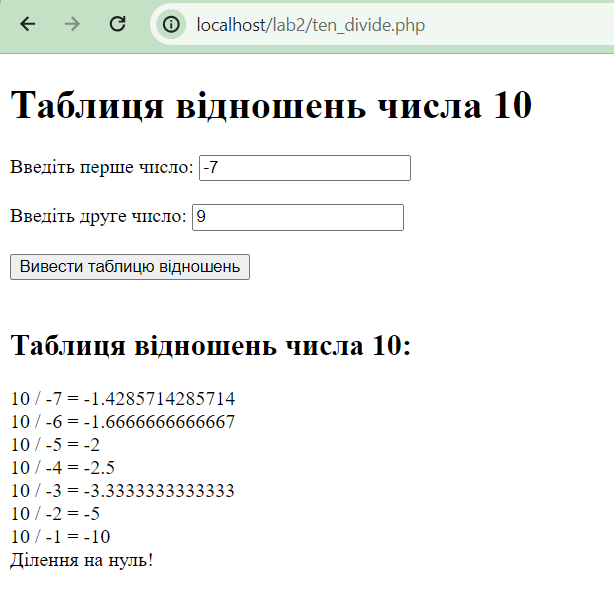 localhost/lab2/ten_divide.php
Таблиця відношень числа 10
Введіть перше число: -7
Введіть друге число: 9
Вивести таблицю відношень
Таблиця відношень числа 10:
10 / -7 = -1.4285714285714
10 / -6 = -1.6666666666667
10 / -5 = -2
10 / -4 = -2.5
10 / -3 = -3.3333333333333
10 / -2 = -5
10 / -1 = -10
Ділення на нуль!